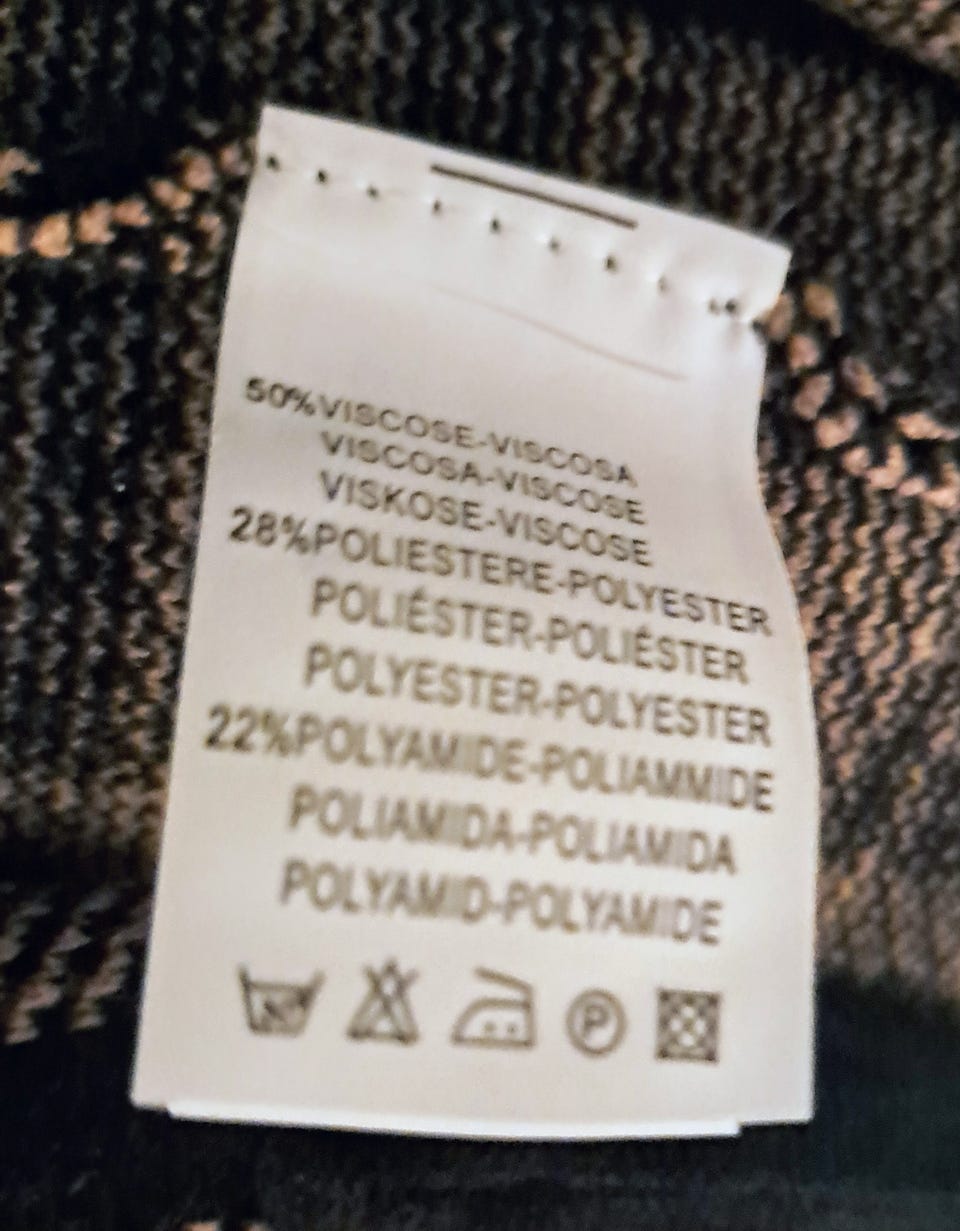 50%VISCOSE-VISCOSA
VISCOSA-VISCOSE
VISKOSE-VISCOSE
28%POLIESTERE-POLYESTER
POLIÉSTER-POLIÉSTER
POLYESTER-POLYESTER
22%POLYAMIDE-POLIAMMIDE
POLIAMIDA-POLIAMIDA
POLYAMID-POLYAMIDE
P